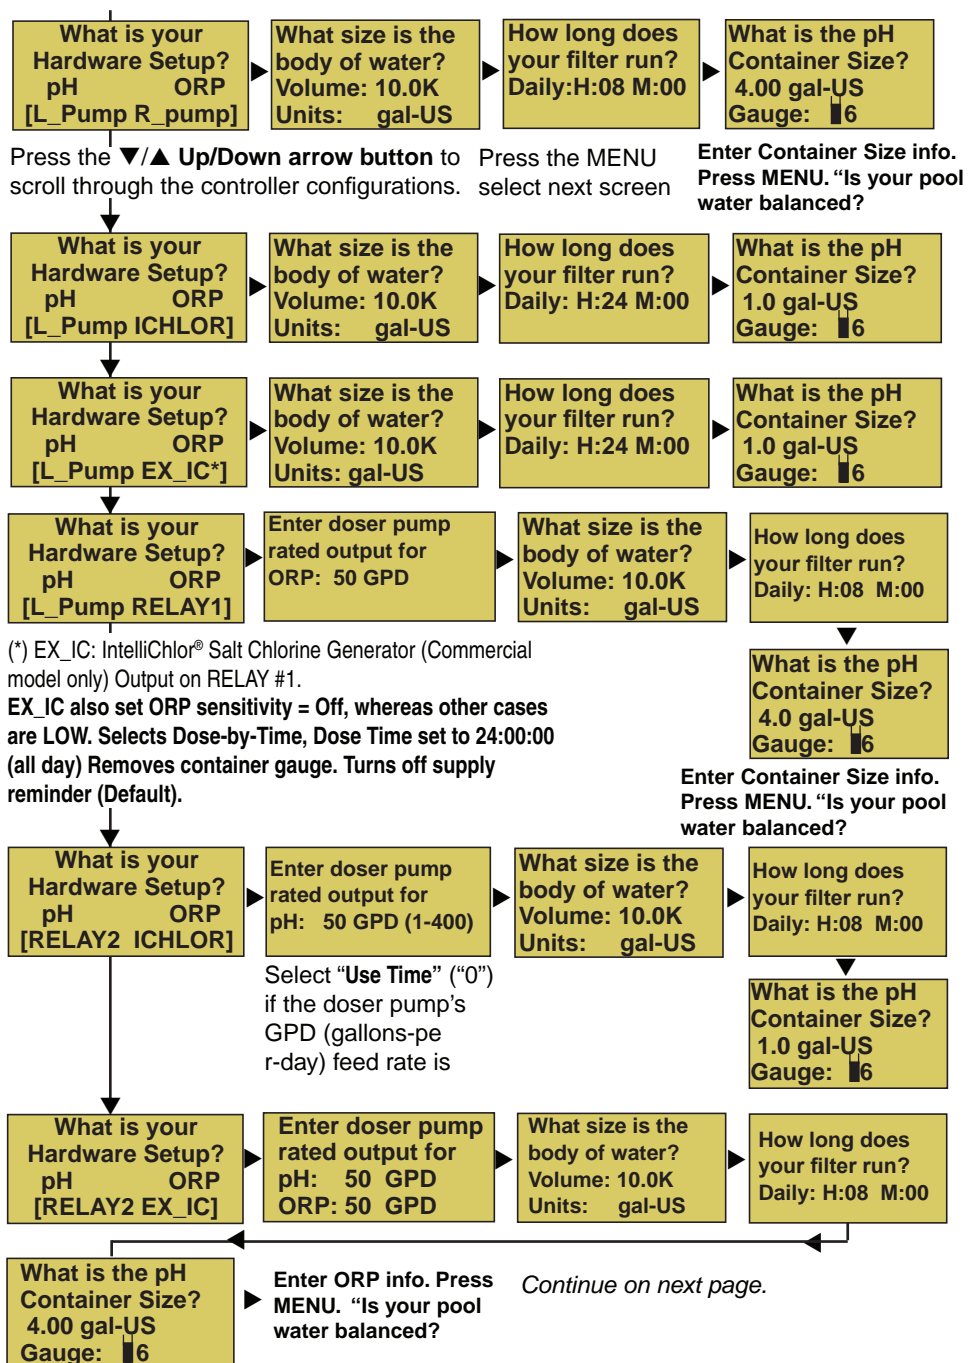 What is your
Hardware Setup?
pH ORP
[L_Pump R_pump]
What size is the
body of water?
Volume: 10.0K
Units: gal-US
How long does
your filter run?
Daily:H:08 M:00
What is the pH
Container Size?
4.00 gal-US
Gauge: 6
Press the ▼/▲ Up/Down arrow button to
scroll through the controller configurations.
Press the MENU
select next screen
Enter Container Size info.
Press MENU. “Is your pool
water balanced?
What is your
Hardware Setup?
pH ORP
[L_Pump ICHLOR]
What size is the
body of water?
Volume: 10.0K
Units: gal-US
How long does
your filter run?
Daily: H:24 M:00
What is the pH
Container Size?
1.0 gal-US
Gauge: 6
What is your
Hardware Setup?
pH ORP
[L_Pump EX_IC*]
What size is the
body of water?
Volume: 10.0K
Units: gal-US
How long does
your filter run?
Daily: H:24 M:00
What is the pH
Container Size?
1.0 gal-US
Gauge: 6
What is your
Hardware Setup?
pH ORP
[L_Pump RELAY1]
Enter doser pump
rated output for
ORP: 50 GPD
What size is the
body of water?
Volume: 10.0K
Units: gal-US
How long does
your filter run?
Daily: H:08 M:00
What is the pH
Container Size?
4.0 gal-US
Gauge: 6
Enter Container Size info.
Press MENU. “Is your pool
water balanced?
(*) EX_IC: IntelliChlor® Salt Chlorine Generator (Commercial
model only) Output on RELAY #1.
EX_IC also set ORP sensitivity = Off, whereas other cases
are LOW. Selects Dose-by-Time, Dose Time set to 24:00:00
(all day) Removes container gauge. Turns off supply
reminder (Default).
What is your
Hardware Setup?
pH ORP
[RELAY2 ICHLOR]
Enter doser pump
rated output for
pH: 50 GPD (1-400)
What size is the
body of water?
Volume: 10.0K
Units: gal-US
How long does
your filter run?
Daily: H:08 M:00
What is the pH
Container Size?
1.0 gal-US
Gauge: 6
Select “Use Time” (“0”)
if the doser pump’s
GPD (gallons-pe
r-day) feed rate is
What is your
Hardware Setup?
pH ORP
[RELAY2 EX_IC]
Enter doser pump
rated output for
pH: 50 GPD
ORP: 50 GPD
What size is the
body of water?
Volume: 10.0K
Units: gal-US
How long does
your filter run?
Daily: H:08 M:00
What is the pH
Container Size?
4.00 gal-US
Gauge: 6
Enter ORP info. Press
MENU. “Is your pool
water balanced?
Continue on next page.